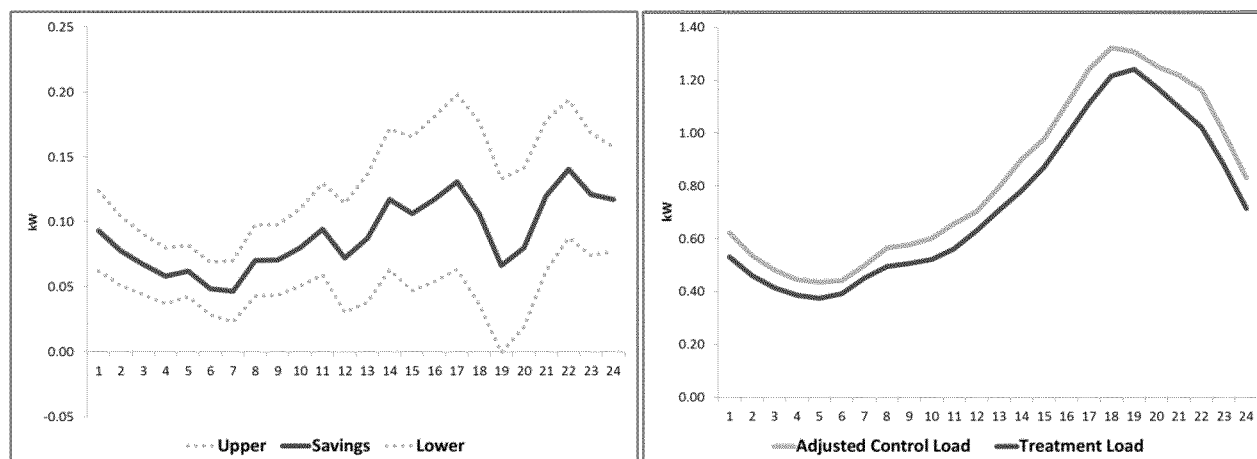 0.25
0.20
0.15
0.10
0.05
0.00
-0.05
kW
1 2 3 4 5 6 7 8 9 10 11 12 13 14 15 16 17 18 19 20 21 22 23 24
Upper Savings Lower
1.40
1.20
1.00
0.80
0.60
0.40
0.20
0.00
kW
1 2 3 4 5 6 7 8 9 10 11 12 13 14 15 16 17 18 19 20 21 22 23 24
Adjusted Control Load Treatment Load